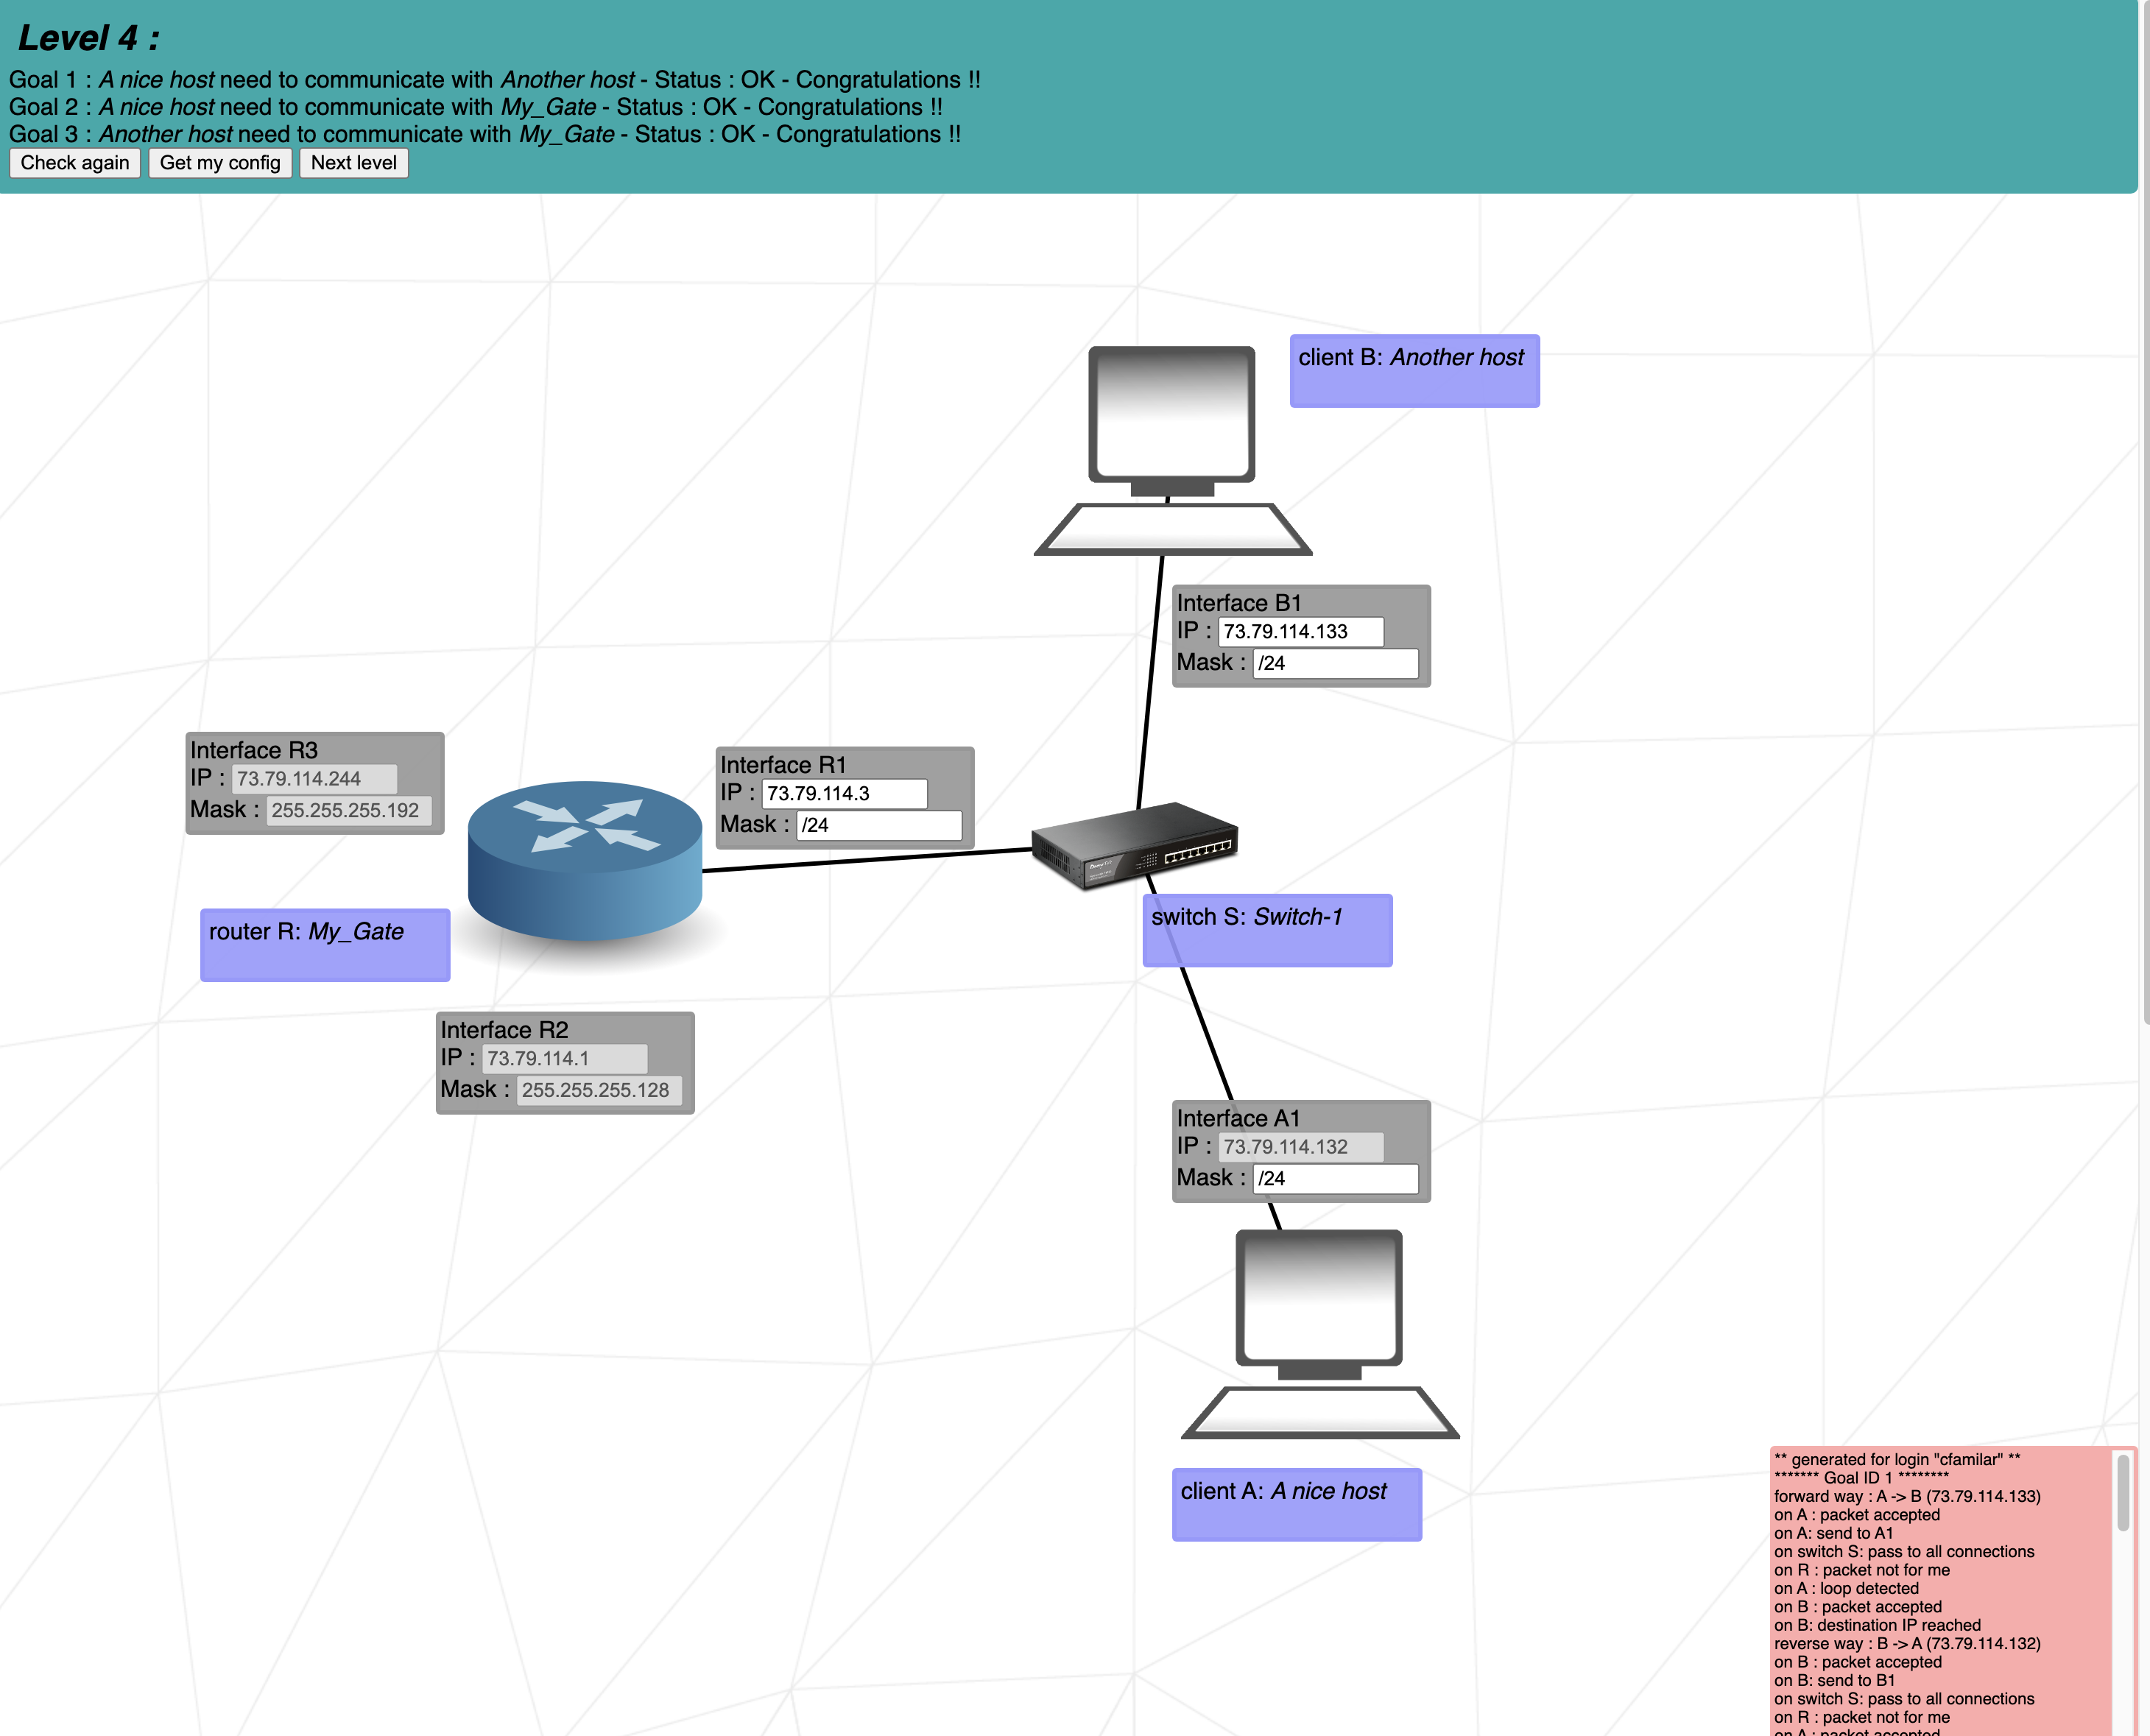 Level 4 :
Goal 1 : A nice host need to communicate with Another host - Status : OK - Congratulations !!
Goal 2 : A nice host need to communicate with My_Gate - Status : OK - Congratulations !!
Goal 3 : Another host need to communicate with My_Gate - Status : OK - Congratulations !!
Check again Get my config Next level
client B: Another host
Interface B1
IP : 73.79.114.133
Mask : /24
Interface R3
IP : 73.79.114.244
Mask : 255.255.255.192
Interface R1
IP : 73.79.114.3
Mask : /24
router R: My_Gate
switch S: Switch-1
Interface R2
IP : 73.79.114.1
Mask : 255.255.255.128
Interface A1
IP : 73.79.114.132
Mask : /24
client A: A nice host
** generated for login "cfamilar" **
******* Goal ID 1 ********
forward way : A -> B (73.79.114.133)
on A : packet accepted
on A: send to A1
on switch S: pass to all connections
on R : packet not for me
on A : loop detected
on B : packet accepted
on B: destination IP reached
reverse way : B -> A (73.79.114.132)
on B : packet accepted
on B: send to B1
on switch S: pass to all connections
on R : packet not for me
on A : packet accepted